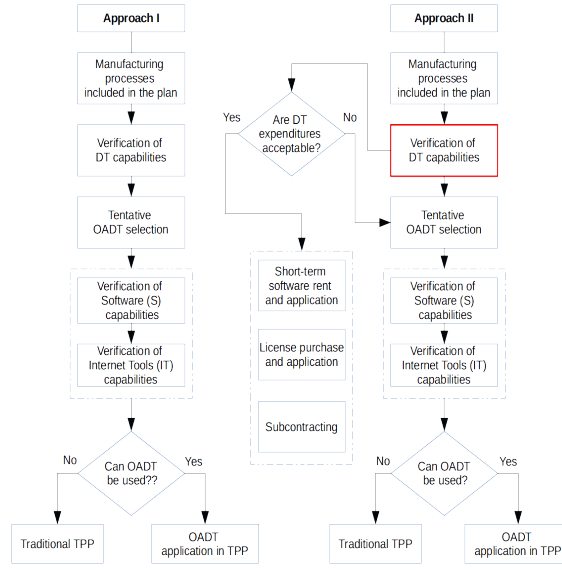 Approach I
Manufacturing
processes
included in the plan
Verification of
DT capabilities
Tentative
OADT selection
Verification of
Software (S)
capabilities
Verification of
Internet Tools (IT)
capabilities
No
Can OADT
be used??
Yes
Traditional TPP
OADT
application in TPP
Yes
Are DT
expenditures
acceptable?
No
Short-term
software rent
and application
License purchase
and application
Subcontracting
Approach II
Manufacturing
processes
included in the plan
Verification of
DT capabilities
Tentative
OADT selection
Verification of
Software (S)
capabilities
Verification of
Internet Tools (IT)
capabilities
No
Can OADT
be used?
Yes
Traditional TPP
OADT
application in TPP